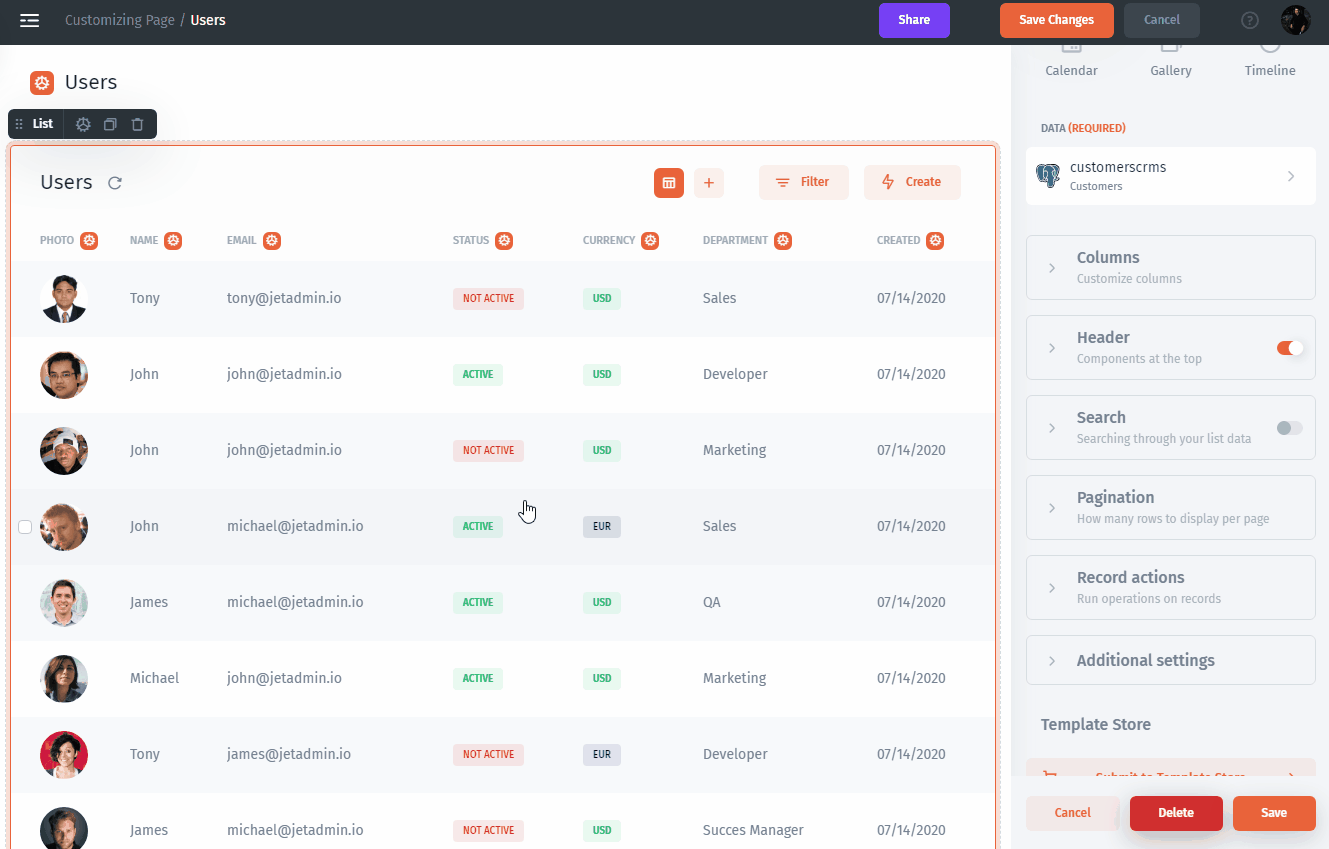 Customizing Page / Users
Share
Save Changes
Cancel
?
Users
List
Users
Filter
Create
PHOTO NAME EMAIL STATUS CURRENCY DEPARTMENT CREATED
Tony tony@jetadmin.io NOT ACTIVE USD Sales 07/14/2020
John john@jetadmin.io ACTIVE USD Developer 07/14/2020
John john@jetadmin.io NOT ACTIVE USD Marketing 07/14/2020
John michael@jetadmin.io ACTIVE EUR Sales 07/14/2020
James michael@jetadmin.io ACTIVE USD QA 07/14/2020
Michael john@jetadmin.io ACTIVE USD Marketing 07/14/2020
Tony james@jetadmin.io NOT ACTIVE EUR Developer 07/14/2020
James michael@jetadmin.io NOT ACTIVE USD Succes Manager 07/14/2020
Calendar Gallery Timeline
DATA (REQUIRED)
customerscrms
Customers
Columns
Customize columns
Header
Components at the top
Search
Searching through your list data
Pagination
How many rows to display per page
Record actions
Run operations on records
Additional settings
Template Store
Submit to Template Store
Cancel Delete Save